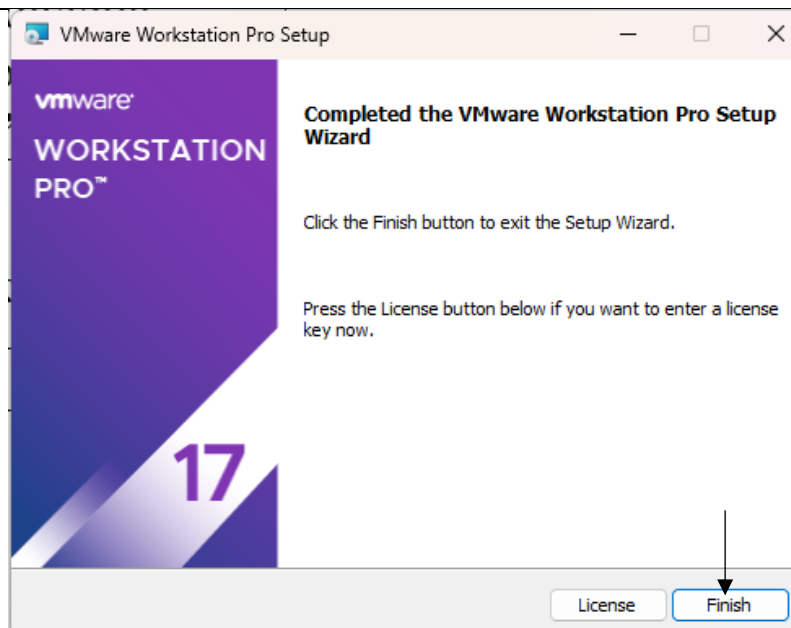 VMware Workstation Pro Setup
vmware
WORKSTATION
PRO™
Completed the VMware Workstation Pro Setup
Wizard
Click the Finish button to exit the Setup Wizard.
Press the License button below if you want to enter a license
key now.
17
License
Finish